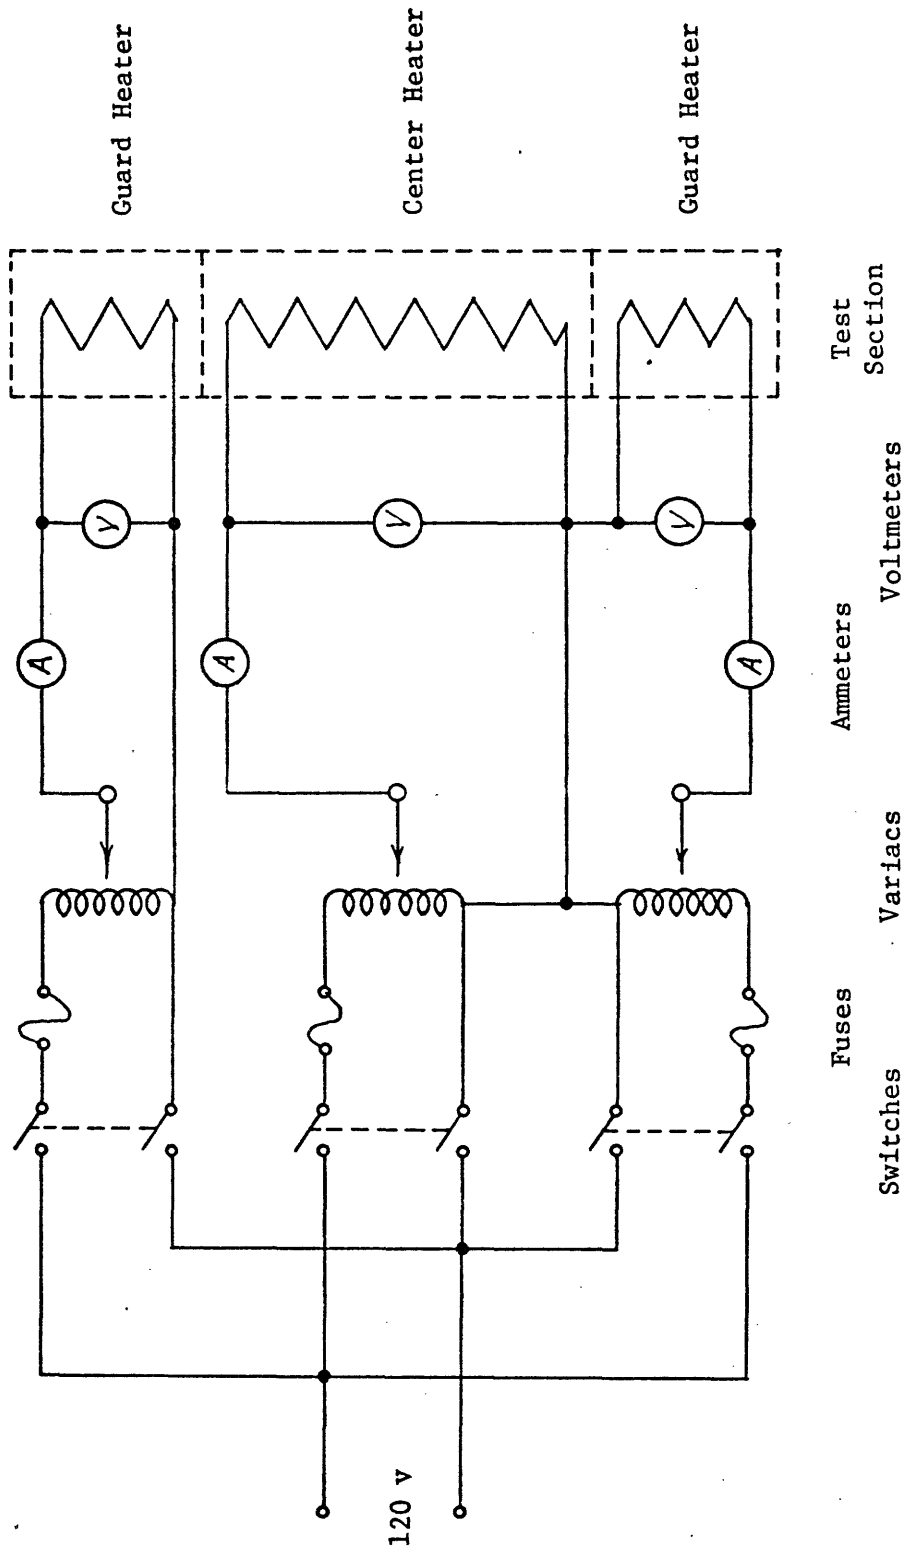 Guard Heater
Center Heater
Guard Heater
Test
Section
Voltmeters
V
V
V
Ammeters
A
A
A
Variacs
Fuses
Switches
120 v